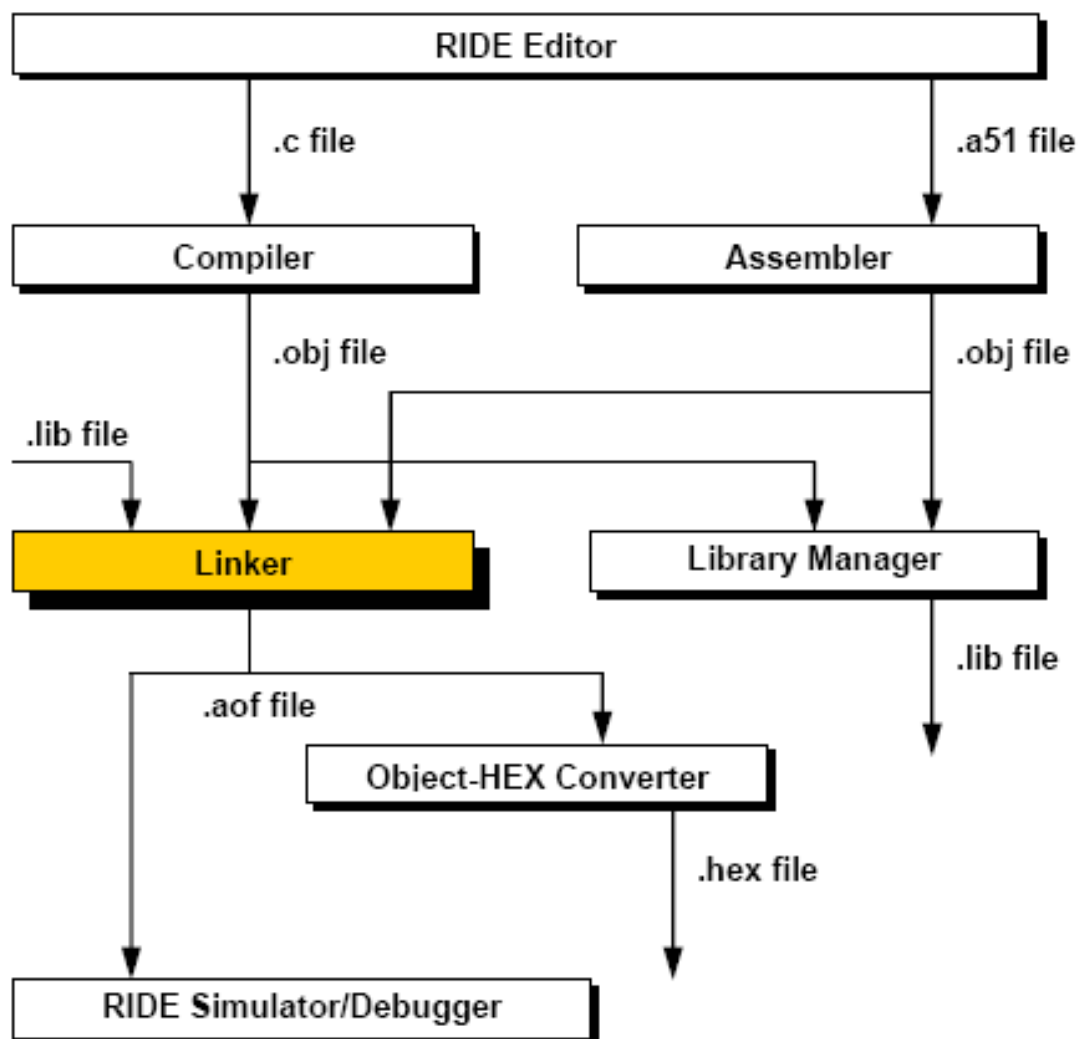 RIDE Editor
.c file
.a51 file
Compiler
Assembler
.obj file
.obj file
.lib file
Linker
Library Manager
.lib file
.aof file
Object-HEX Converter
.hex file
RIDE Simulator/Debugger